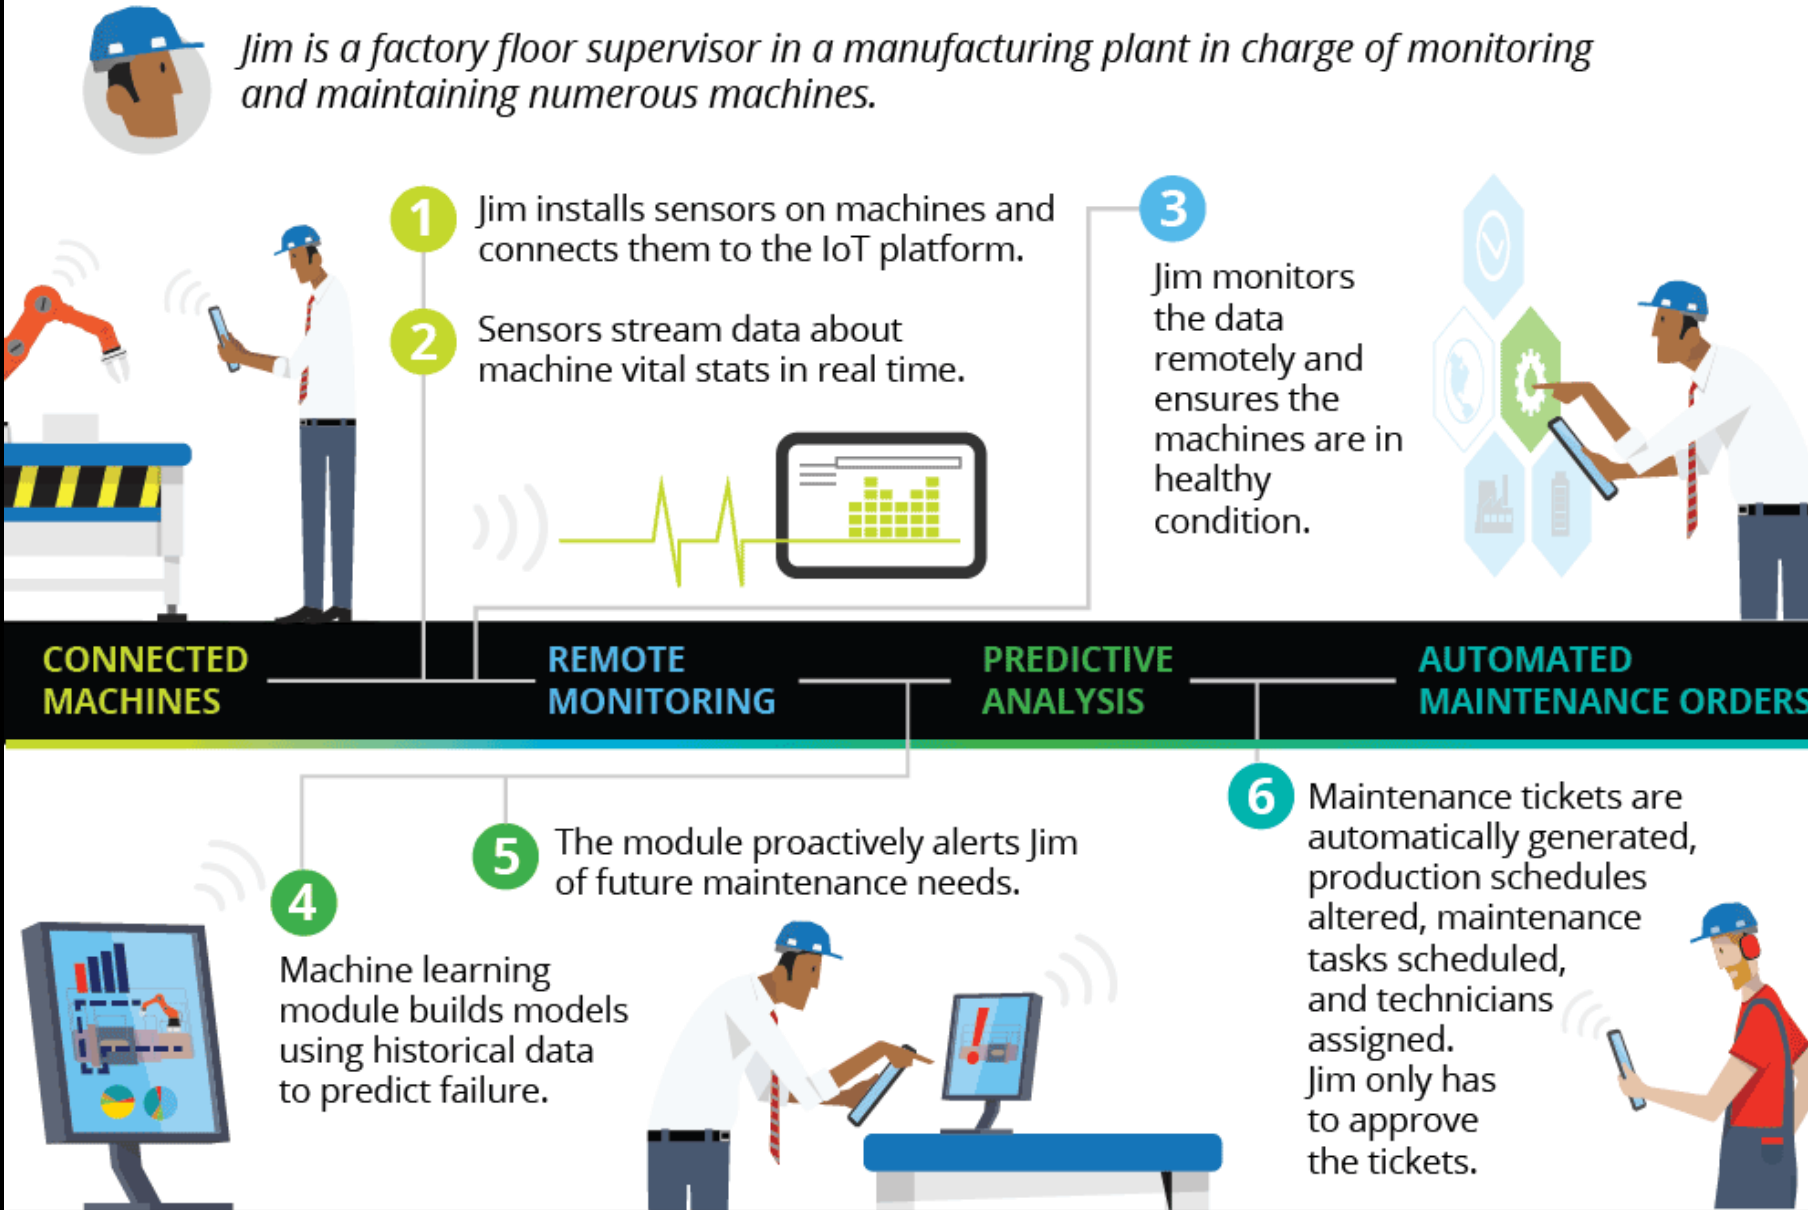 Jim is a factory floor supervisor in a manufacturing plant in charge of monitoring
and maintaining numerous machines.
1
Jim installs sensors on machines and
connects them to the IoT platform.
2
Sensors stream data about
machine vital stats in real time.
3
Jim monitors
the data
remotely and
ensures the
machines are in
healthy
condition.
CONNECTED
MACHINES
REMOTE
MONITORING
PREDICTIVE
ANALYSIS
AUTOMATED
MAINTENANCE ORDERS
4
Machine learning
module builds models
using historical data
to predict failure.
5
The module proactively alerts Jim
of future maintenance needs.
6
Maintenance tickets are
automatically generated,
production schedules
altered, maintenance
tasks scheduled,
and technicians
assigned.
Jim only has
to approve
the tickets.